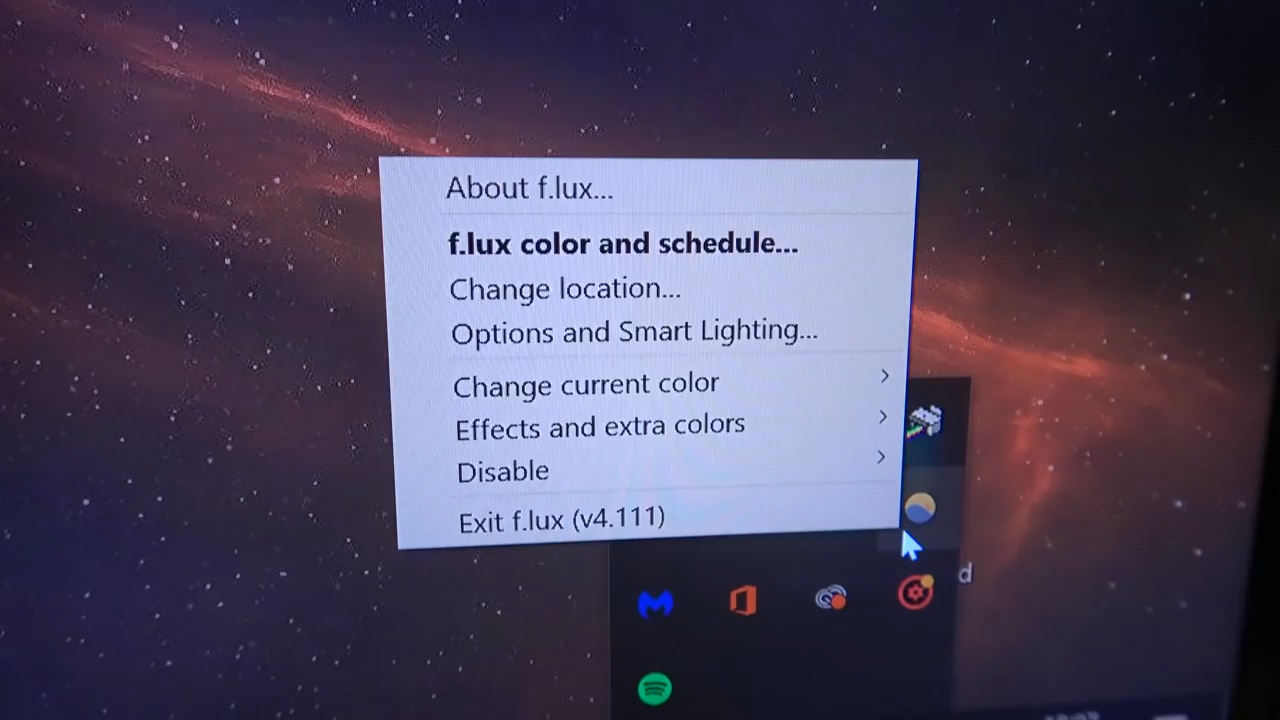 About f.lux...
f.lux color and schedule...
Change location...
Options and Smart Lighting...
Change current color
Effects and extra colors
Disable
Exit f.lux (v4.111)
d